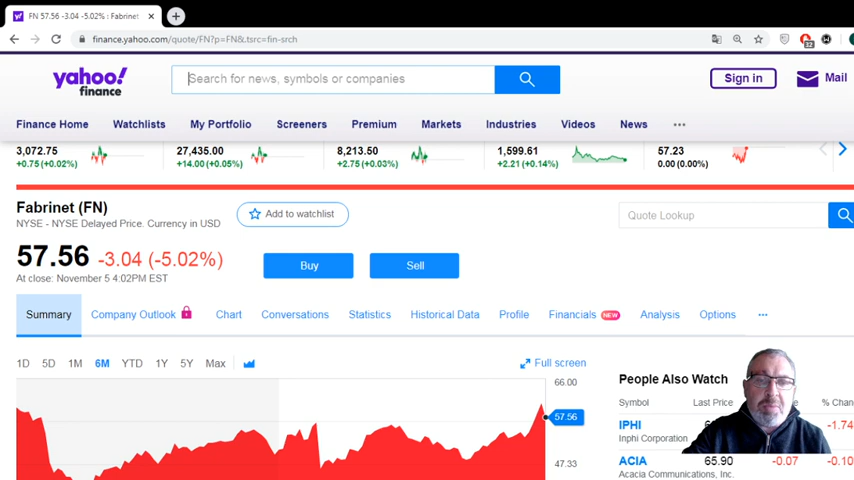 FN 57.56 -3.04 -5.02% : Fabrinet
finance.yahoo.com/quote/FN?p=FN&.tsrc=fin-srch
yahoo!
finance
Search for news, symbols or companies
Sign in
Mail
Finance Home Watchlists My Portfolio Screeners Premium Markets Industries Videos News
3,072.75 27,435.00 8,213.50 1,599.61 57.23
+0.75 (+0.02%) +14.00 (+0.05%) +2.75 (+0.03%) +2.21 (+0.14%) 0.00 (0.00%)
Fabrinet (FN)
NYSE - NYSE Delayed Price. Currency in USD
Add to watchlist
Quote Lookup
57.56 -3.04 (-5.02%)
At close: November 5 4:02PM EST
Buy Sell
Summary Company Outlook Chart Conversations Statistics Historical Data Profile Financials NEW Analysis Options
1D 5D 1M 6M YTD 1Y 5Y Max
Full screen
66.00
57.56
47.33
People Also Watch
Symbol Last Price % Chan
IPHI -1.74
Inphi Corporation
ACIA 65.90 -0.07 -0.10
Acacia Communications, Inc.